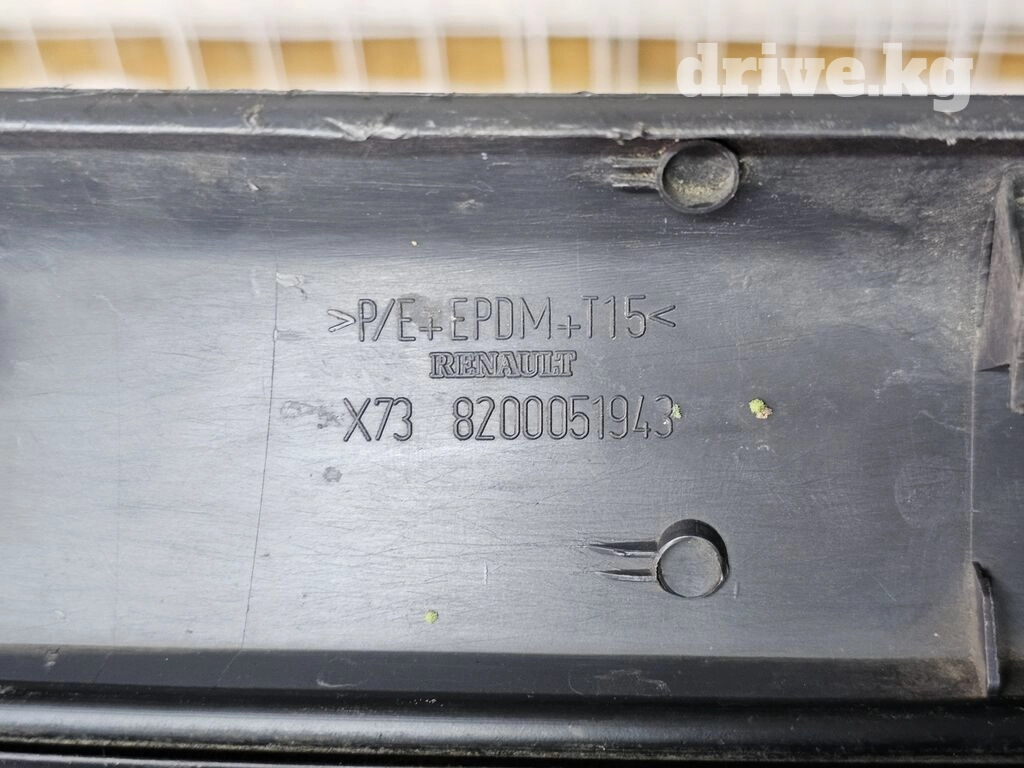 drive.kg
>P/E+EPDM+T15<
RENAULT
X73 8200051943